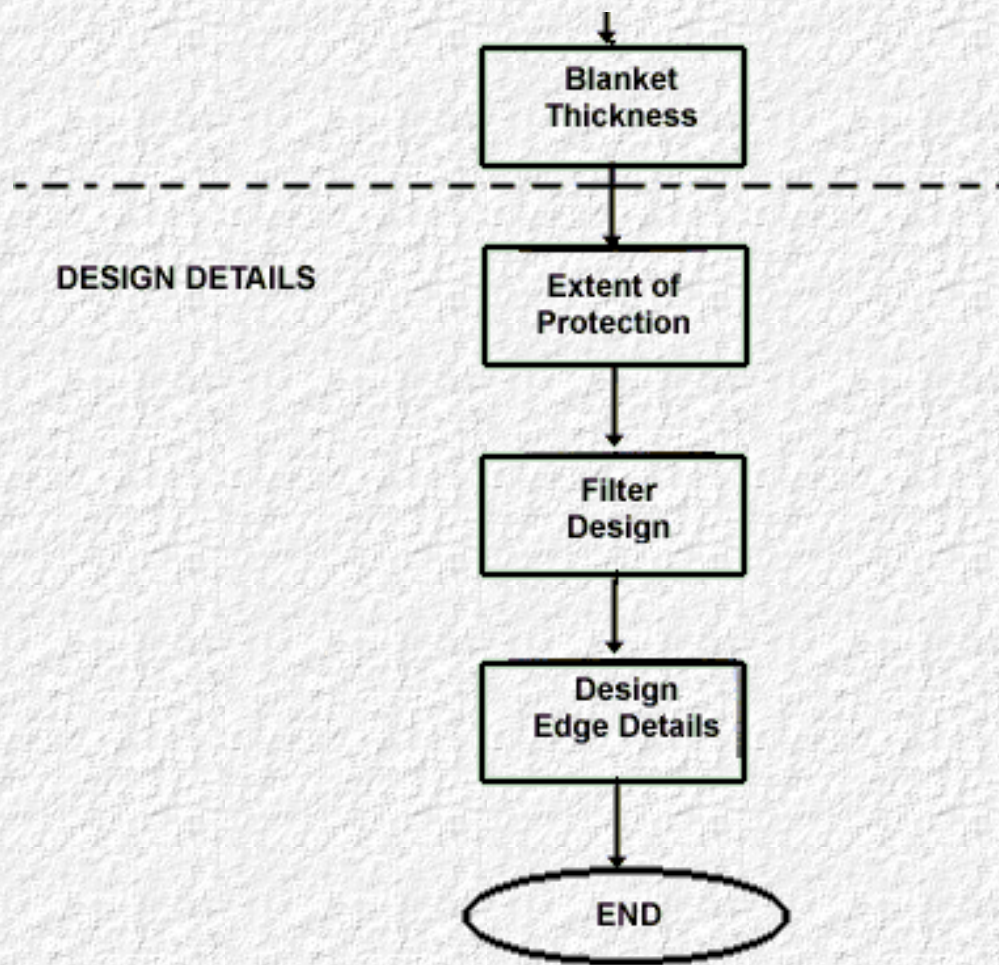 Blanket
Thickness
DESIGN DETAILS
Extent of
Protection
Filter
Design
Design
Edge Details
END